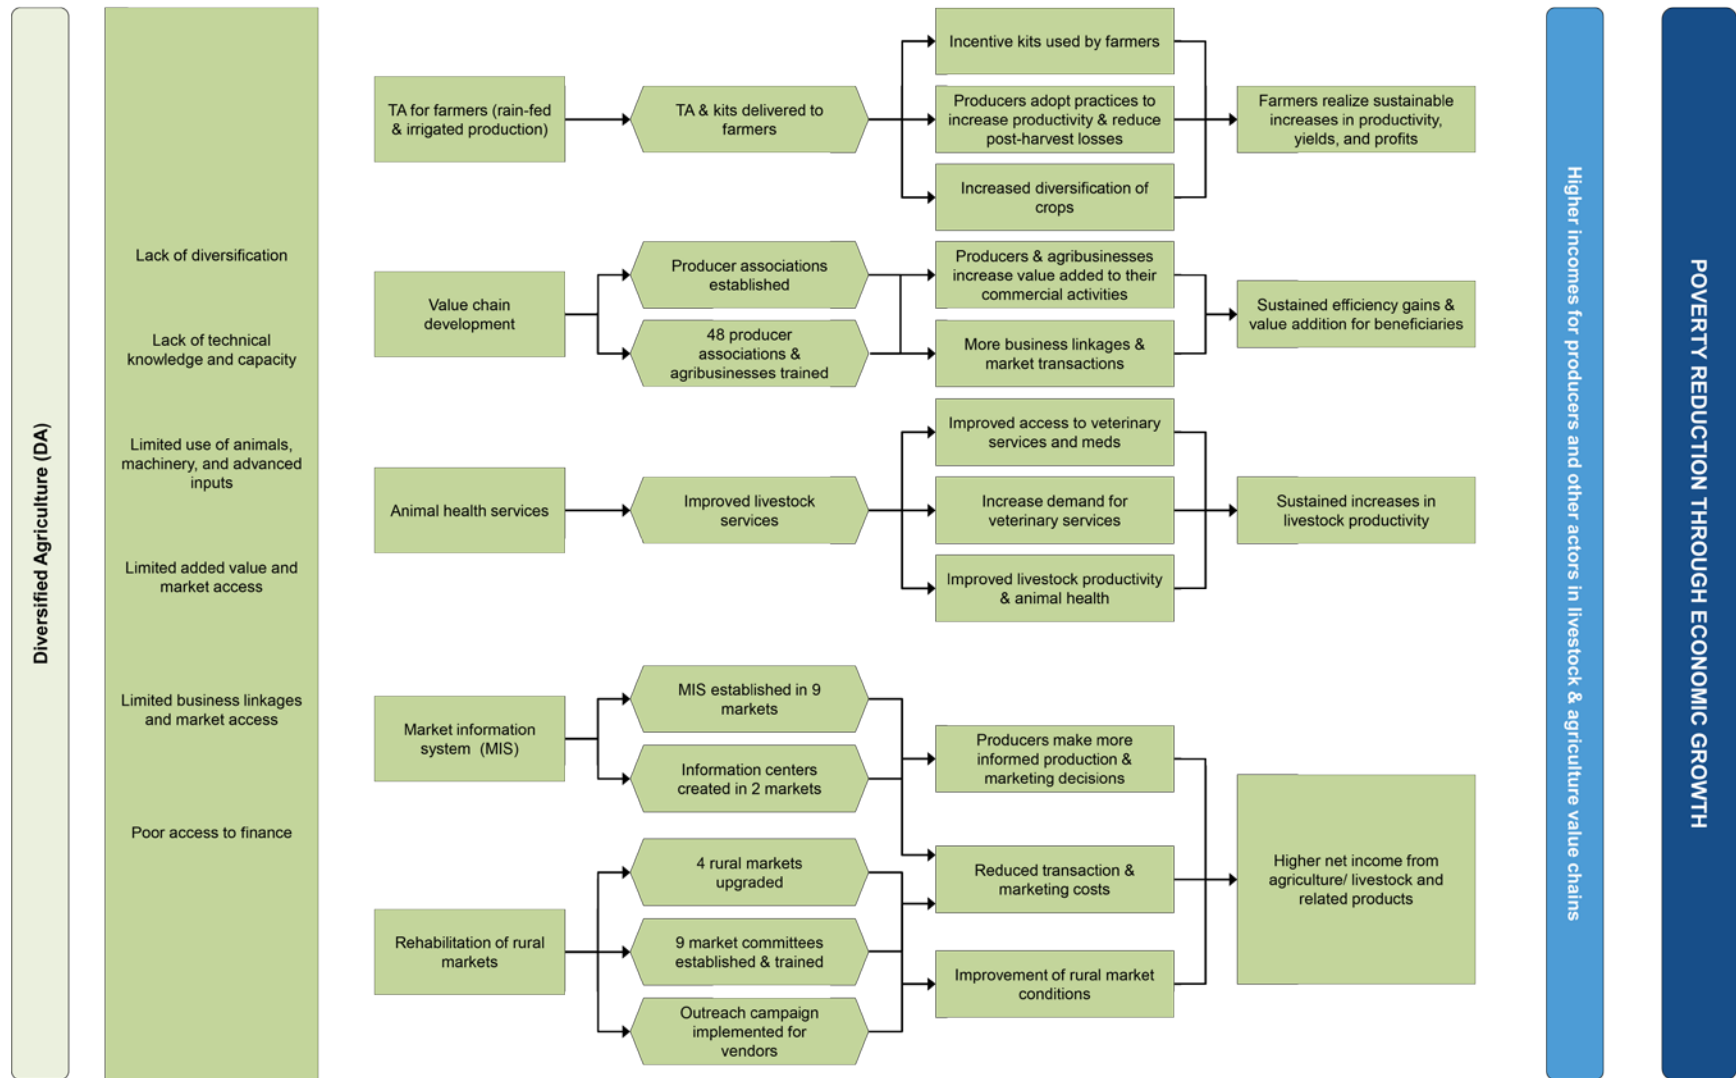 Diversified Agriculture (DA)
Lack of diversification
Lack of technical
knowledge and capacity
Limited use of animals,
machinery, and advanced
inputs
Limited added value and
market access
Limited business linkages
and market access
Poor access to finance
TA for farmers (rain-fed
& irrigated production)
TA & kits delivered to
farmers
Incentive kits used by farmers
Producers adopt practices to
increase productivity & reduce
post-harvest losses
Increased diversification of
crops
Farmers realize sustainable
increases in productivity,
yields, and profits
Value chain
development
Producer associations
established
48 producer
associations &
agribusinesses trained
Producers & agribusinesses
increase value added to their
commercial activities
More business linkages &
market transactions
Sustained efficiency gains &
value addition for beneficiaries
Animal health services
Improved livestock
services
Improved access to veterinary
services and meds
Increase demand for
veterinary services
Improved livestock productivity
& animal health
Sustained increases in
livestock productivity
Market information
system (MIS)
MIS established in 9
markets
Information centers
created in 2 markets
Producers make more
informed production &
marketing decisions
Rehabilitation of rural
markets
4 rural markets
upgraded
9 market committees
established & trained
Outreach campaign
implemented for
vendors
Reduced transaction &
marketing costs
Improvement of rural market
conditions
Higher net income from
agriculture/ livestock and
related products
Higher incomes for producers and other actors in livestock & agriculture value chains
POVERTY REDUCTION THROUGH ECONOMIC GROWTH